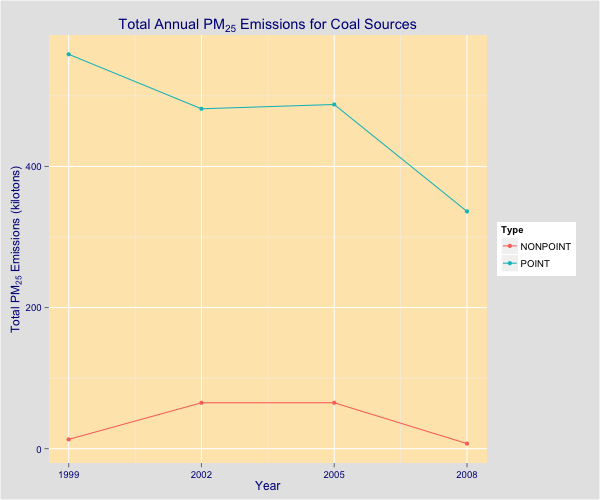 Total Annual PM₂₅ Emissions for Coal Sources
Total PM₂₅ Emissions (kilotons)
400
200
0
1999 2002 2005 2008
Year
Type
NONPOINT
POINT